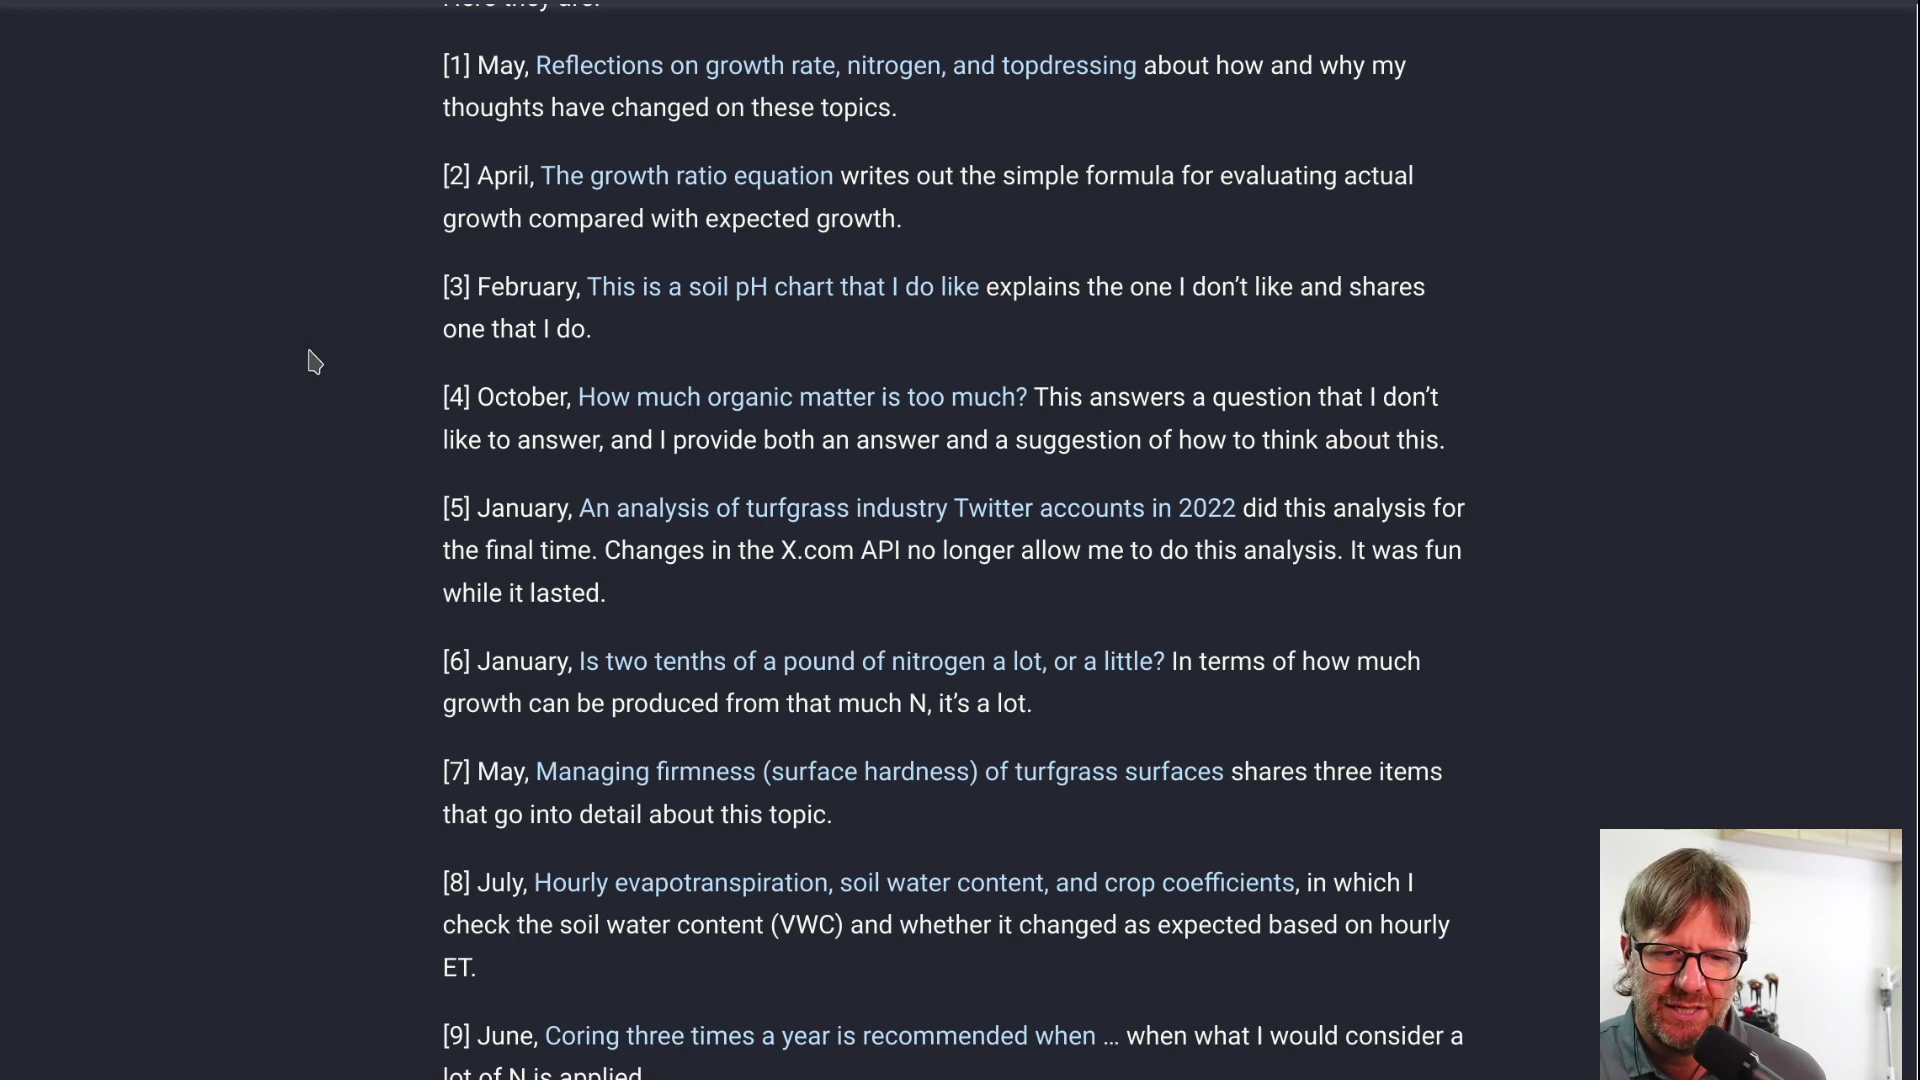 Here they are:
[1] May, Reflections on growth rate, nitrogen, and topdressing about how and why my
thoughts have changed on these topics.
[2] April, The growth ratio equation writes out the simple formula for evaluating actual
growth compared with expected growth.
[3] February, This is a soil pH chart that I do like explains the one I don’t like and shares
one that I do.
[4] October, How much organic matter is too much? This answers a question that I don’t
like to answer, and I provide both an answer and a suggestion of how to think about this.
[5] January, An analysis of turfgrass industry Twitter accounts in 2022 did this analysis for
the final time. Changes in the X.com API no longer allow me to do this analysis. It was fun
while it lasted.
[6] January, Is two tenths of a pound of nitrogen a lot, or a little? In terms of how much
growth can be produced from that much N, it’s a lot.
[7] May, Managing firmness (surface hardness) of turfgrass surfaces shares three items
that go into detail about this topic.
[8] July, Hourly evapotranspiration, soil water content, and crop coefficients, in which I
check the soil water content (VWC) and whether it changed as expected based on hourly
ET.
[9] June, Coring three times a year is recommended when … when what I would consider a
lot of N is applied